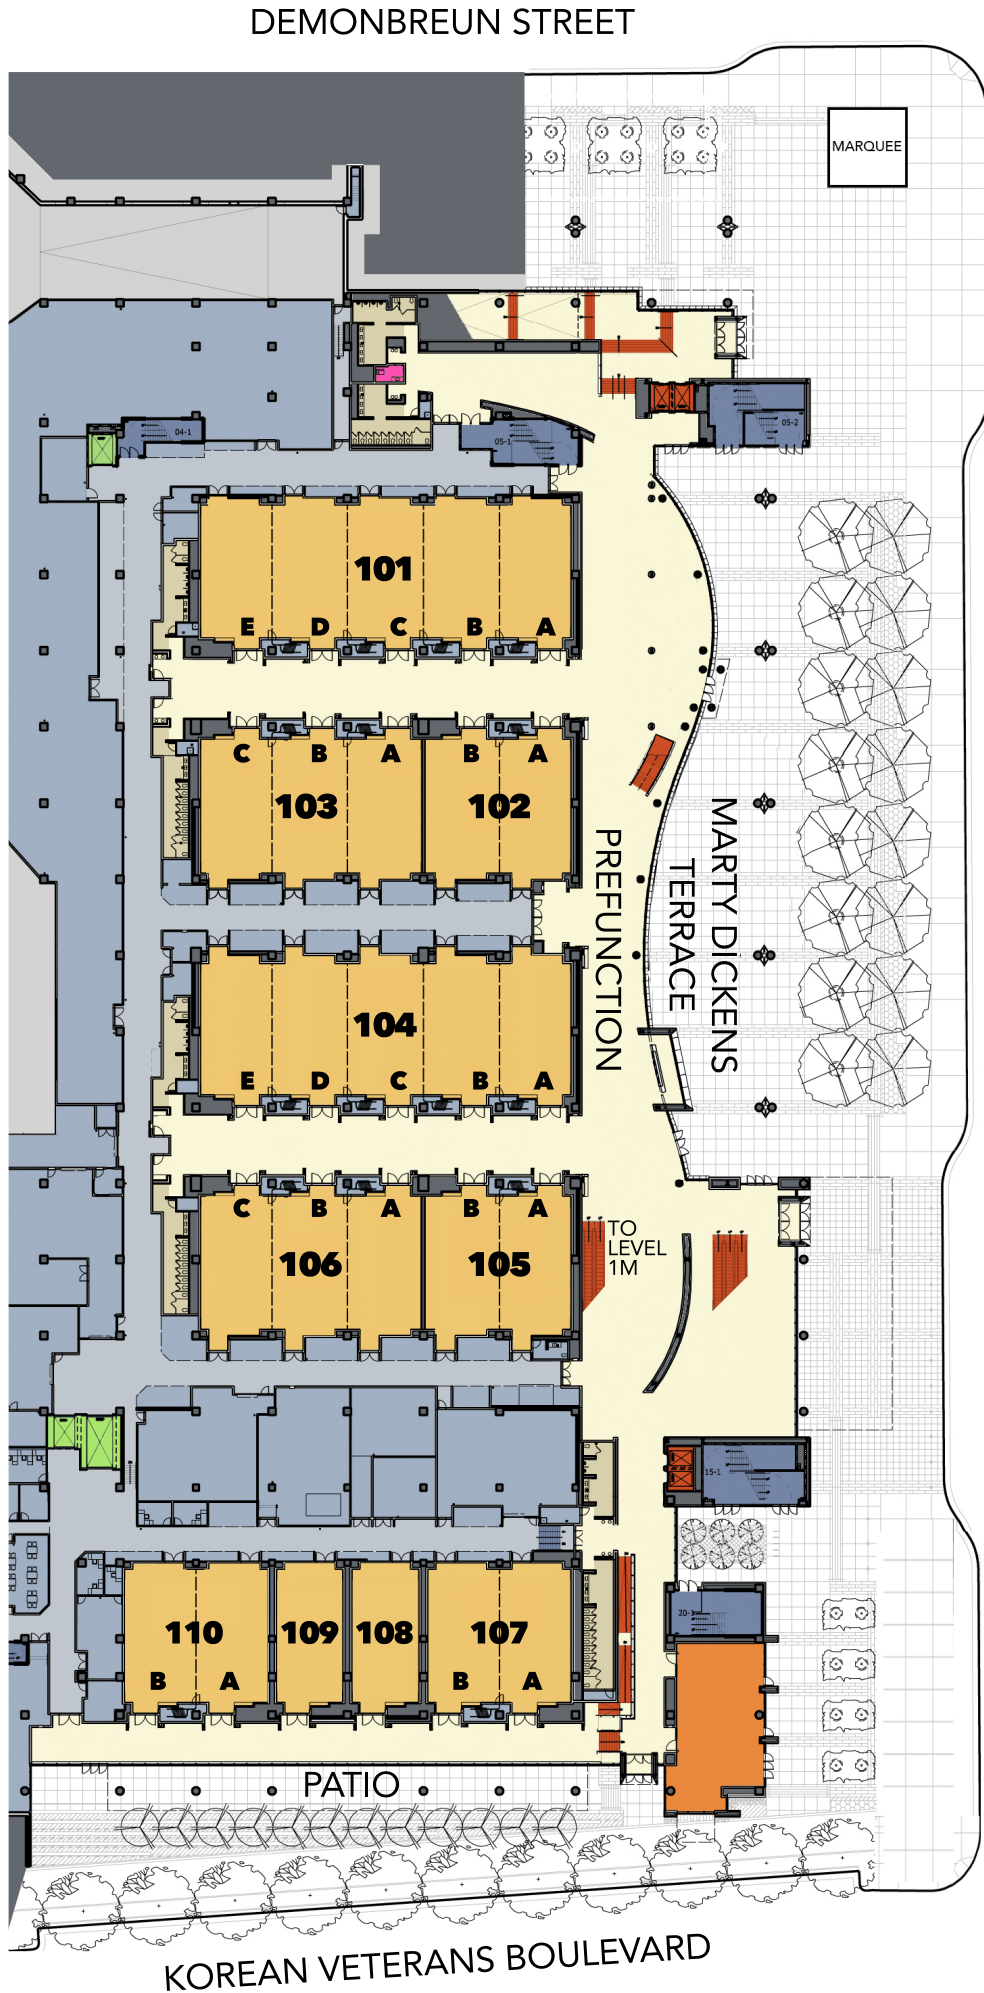 DEMONBREUN STREET
MARQUEE
04-1
05-1
05-2
101
E D C B A
C B A B A
103 102
PREFUNCTION
MARTY DICKENS
TERRACE
104
E D C B A
C B A B A
106 105
TO
LEVEL
1M
15-1
20-1
110 109 108 107
B A B A
PATIO
KOREAN VETERANS BOULEVARD